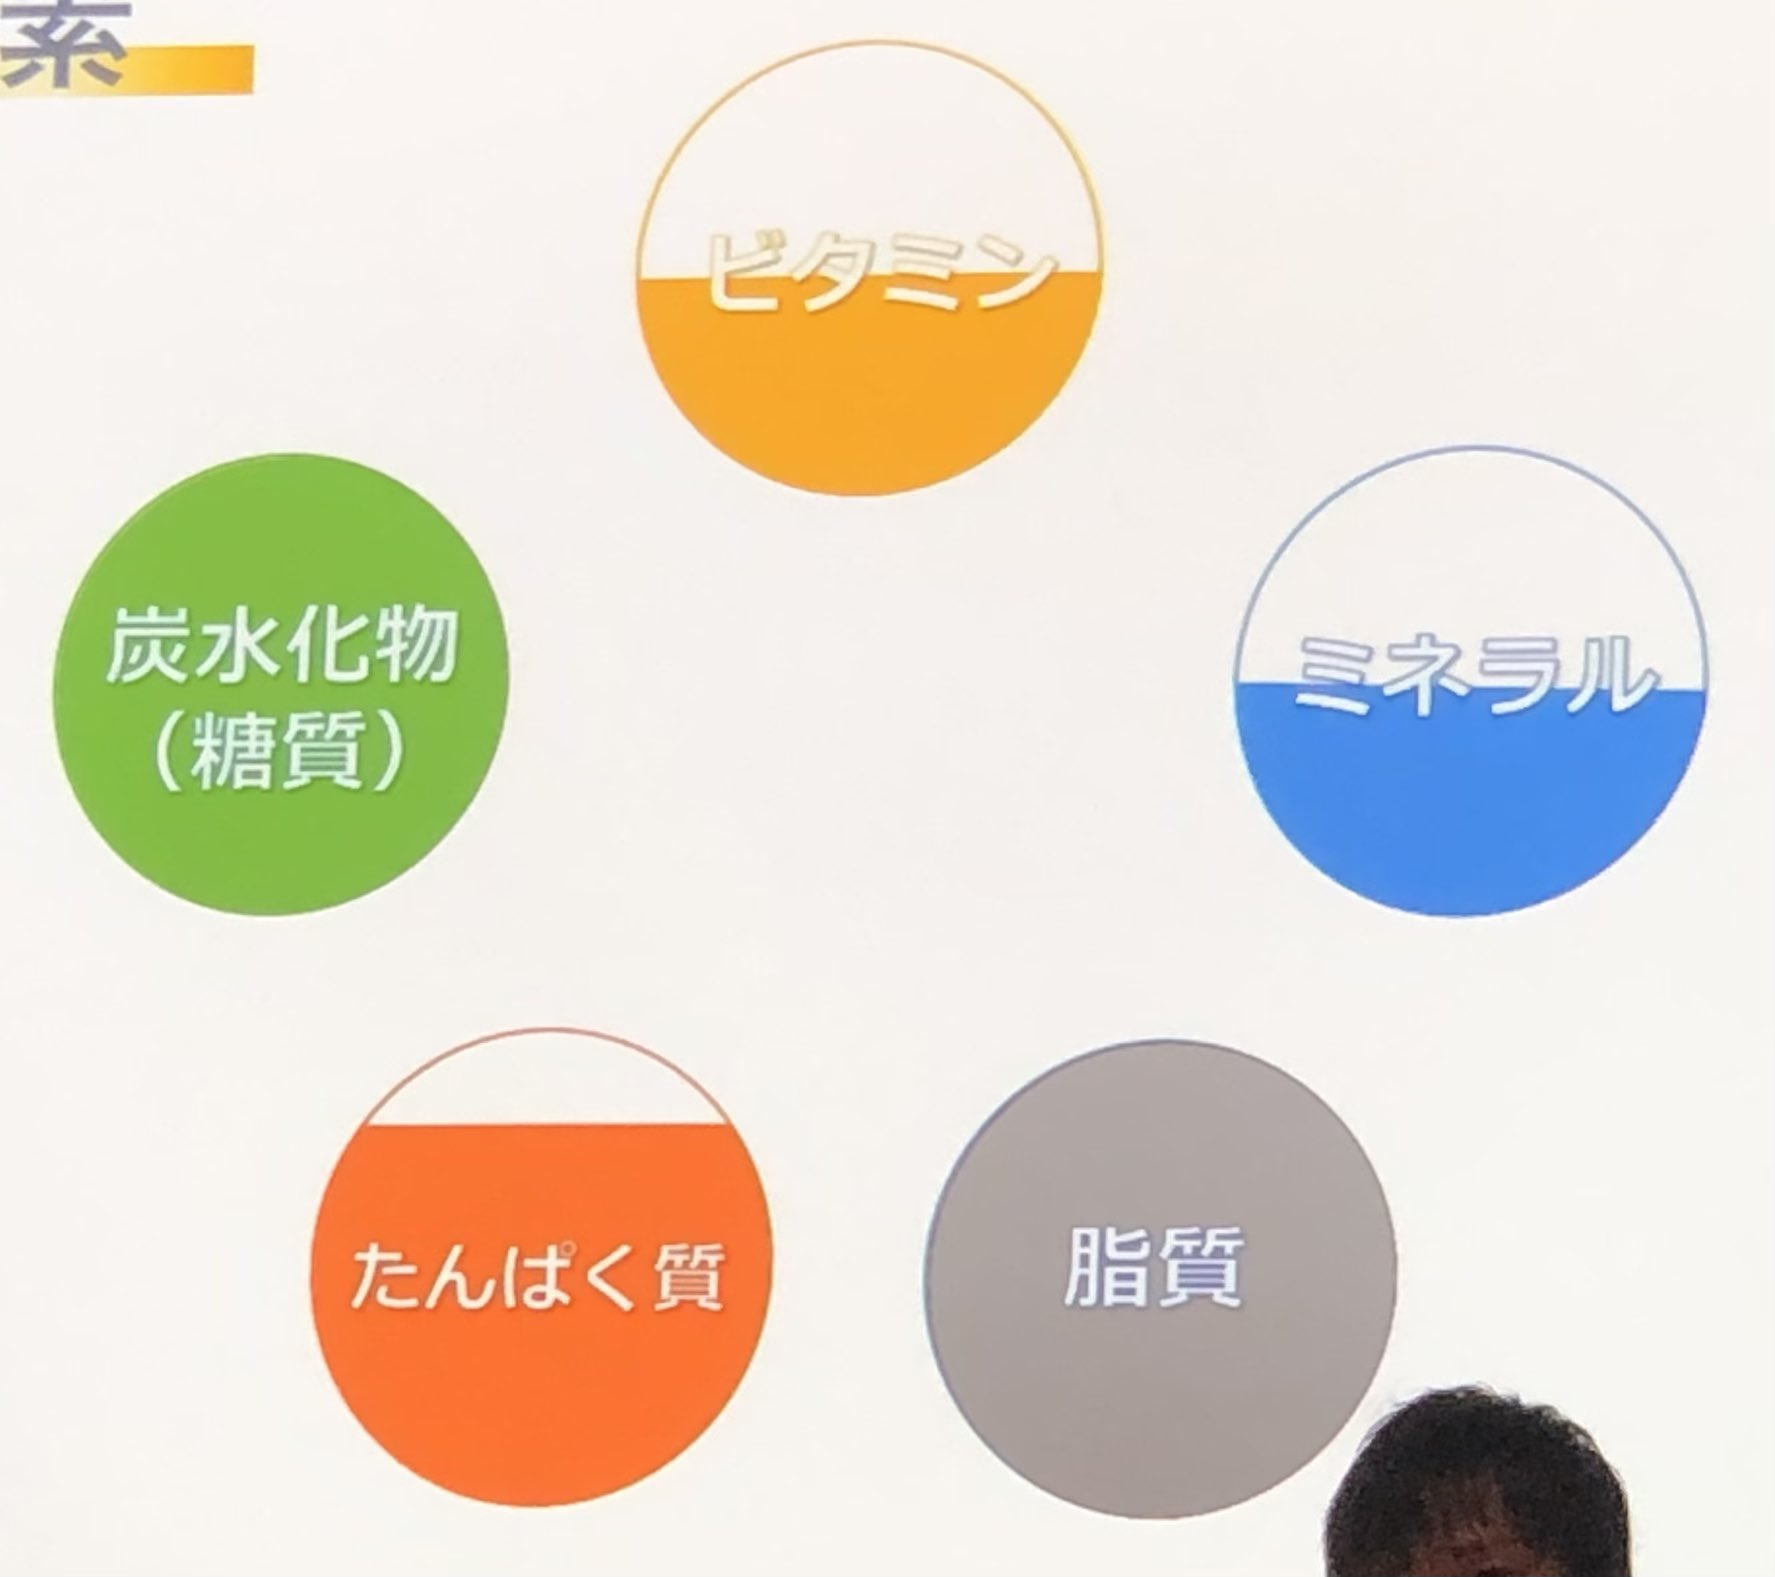 素
ビタミン
炭水化物
（糖質）
ミネラル
たんぱく質
脂質